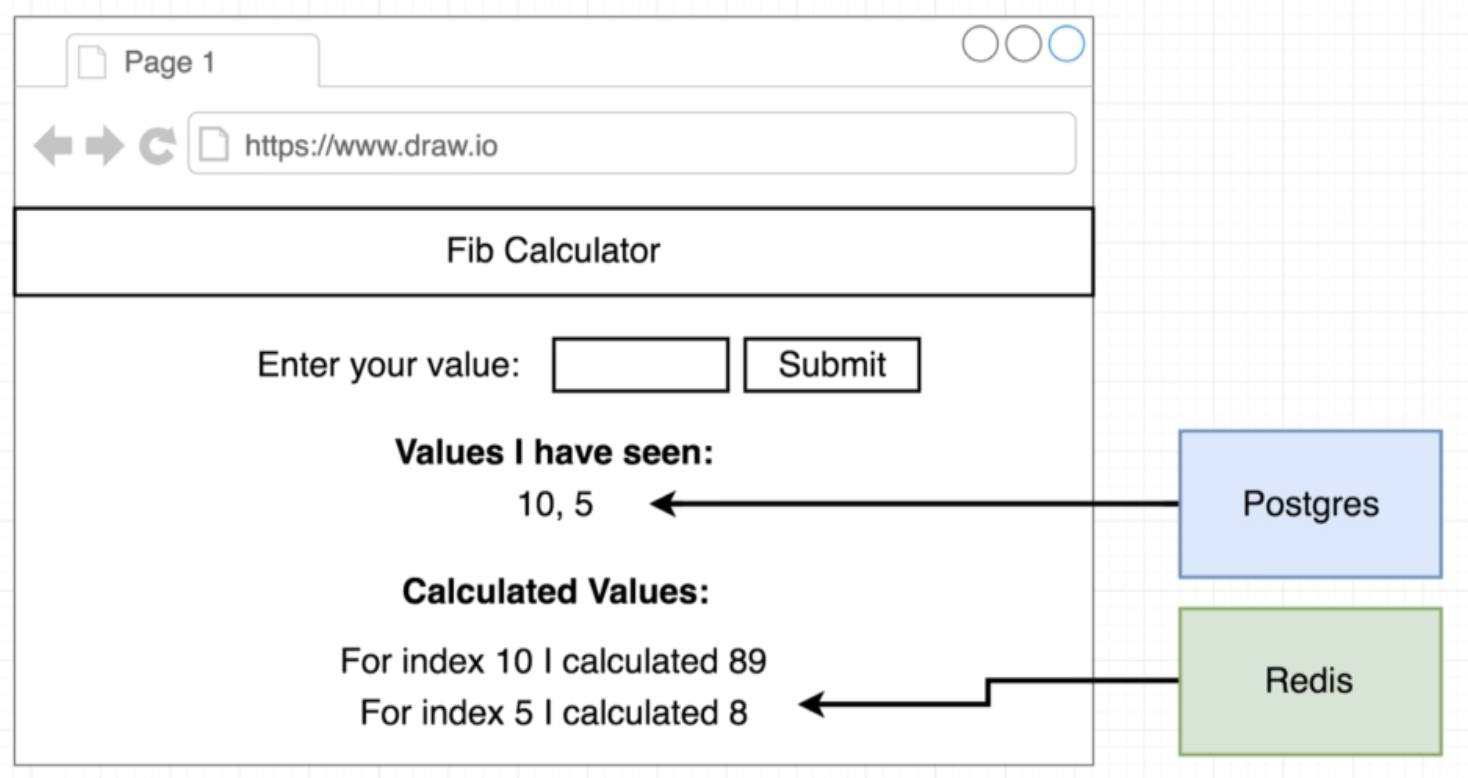 Page 1
https://www.draw.io
Fib Calculator
Enter your value:
Submit
Values I have seen:
10, 5
Postgres
Calculated Values:
For index 10 I calculated 89
For index 5 I calculated 8
Redis